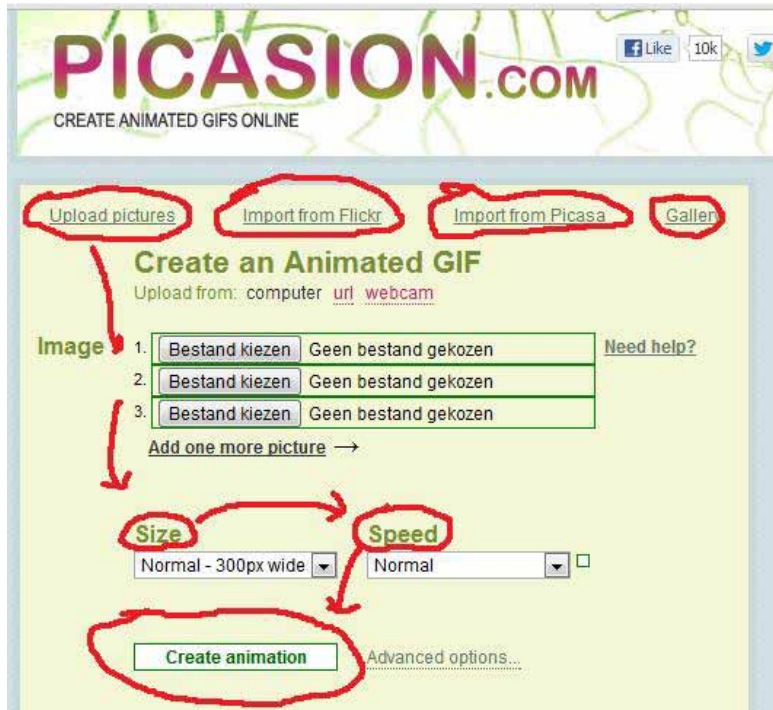 PICASION.COM
Like 10k
CREATE ANIMATED GIFS ONLINE
Upload pictures Import from Flickr Import from Picasa Gallery
Create an Animated GIF
Upload from: computer url webcam
Image 1. Bestand kiezen Geen bestand gekozen Need help?
2. Bestand kiezen Geen bestand gekozen
3. Bestand kiezen Geen bestand gekozen
Add one more picture →
Size Speed
Normal - 300px wide Normal
Create animation Advanced options...